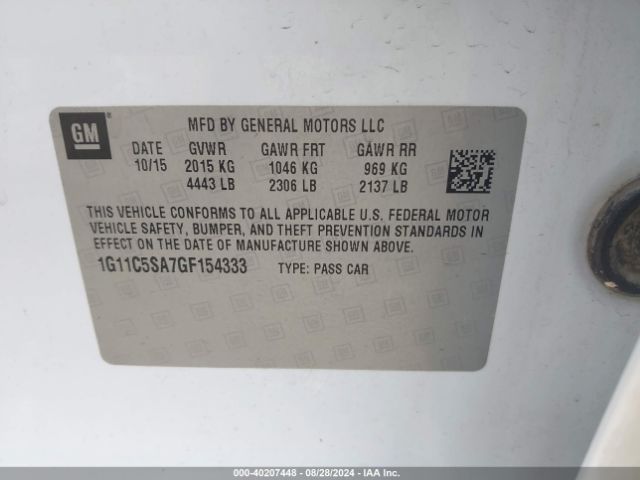 GM
MFD BY GENERAL MOTORS LLC
DATE GVWR GAWR FRT GAWR RR
10/15 2015 KG 1046 KG 969 KG
4443 LB 2306 LB 2137 LB
THIS VEHICLE CONFORMS TO ALL APPLICABLE U.S. FEDERAL MOTOR
VEHICLE SAFETY, BUMPER, AND THEFT PREVENTION STANDARDS IN
EFFECT ON THE DATE OF MANUFACTURE SHOWN ABOVE.
1G11C5SA7GF154333 TYPE: PASS CAR
000-40207448 - 08/28/2024 - IAAI.COM